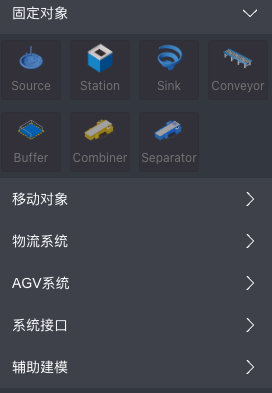 固定对象
Source Station Sink Conveyor
Buffer Combiner Separator
移动对象
物流系统
AGV系统
系统接口
辅助建模